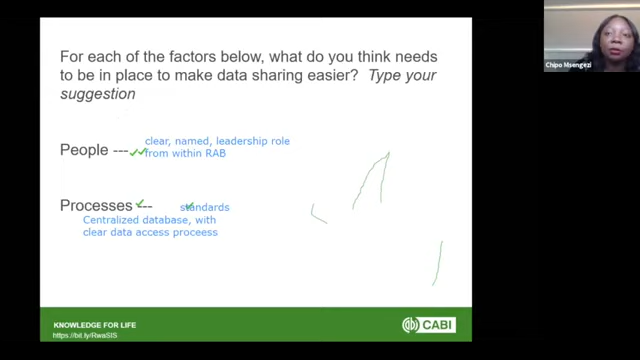 For each of the factors below, what do you think needs
to be in place to make data sharing easier? Type your
suggestion
clear, named, leadership role
People --- from within RAB
Processes --- standards
Centralized database, with
clear data access proceess
KNOWLEDGE FOR LIFE
https://bit.ly/RwaSIS
CABI
Chipo Msengezi